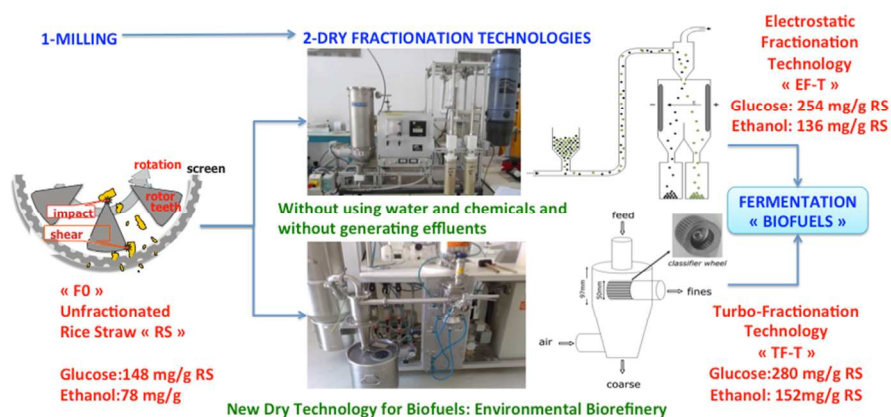 1-MILLING
2-DRY FRACTIONATION TECHNOLOGIES
Electrostatic
Fractionation
Technology
« EF-T »
Glucose: 254 mg/g RS
Ethanol: 136 mg/g RS
rotation
screen
rotor
teeth
impact
shear
Without using water and chemicals and
without generating effluents
FERMENTATION
« BIOFUELS »
« F0 »
Unfractionated
Rice Straw « RS »
Glucose:148 mg/g RS
Ethanol:78 mg/g
feed
classifier wheel
97mm
50mm
fines
air
coarse
Turbo-Fractionation
Technology
« TF-T »
Glucose:280 mg/g RS
Ethanol: 152mg/g RS
New Dry Technology for Biofuels: Environmental Biorefinery